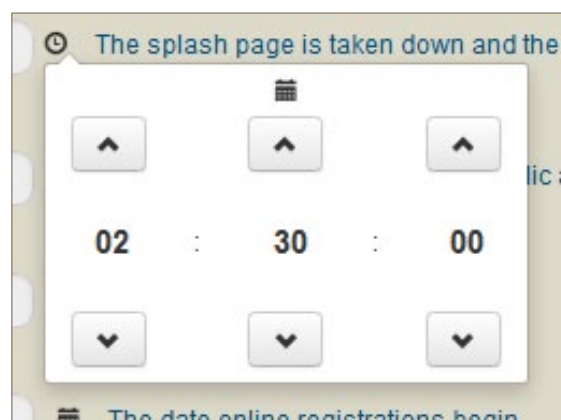 The splash page is taken down and the
lic
02 : 30 : 00
The date online registrations begin